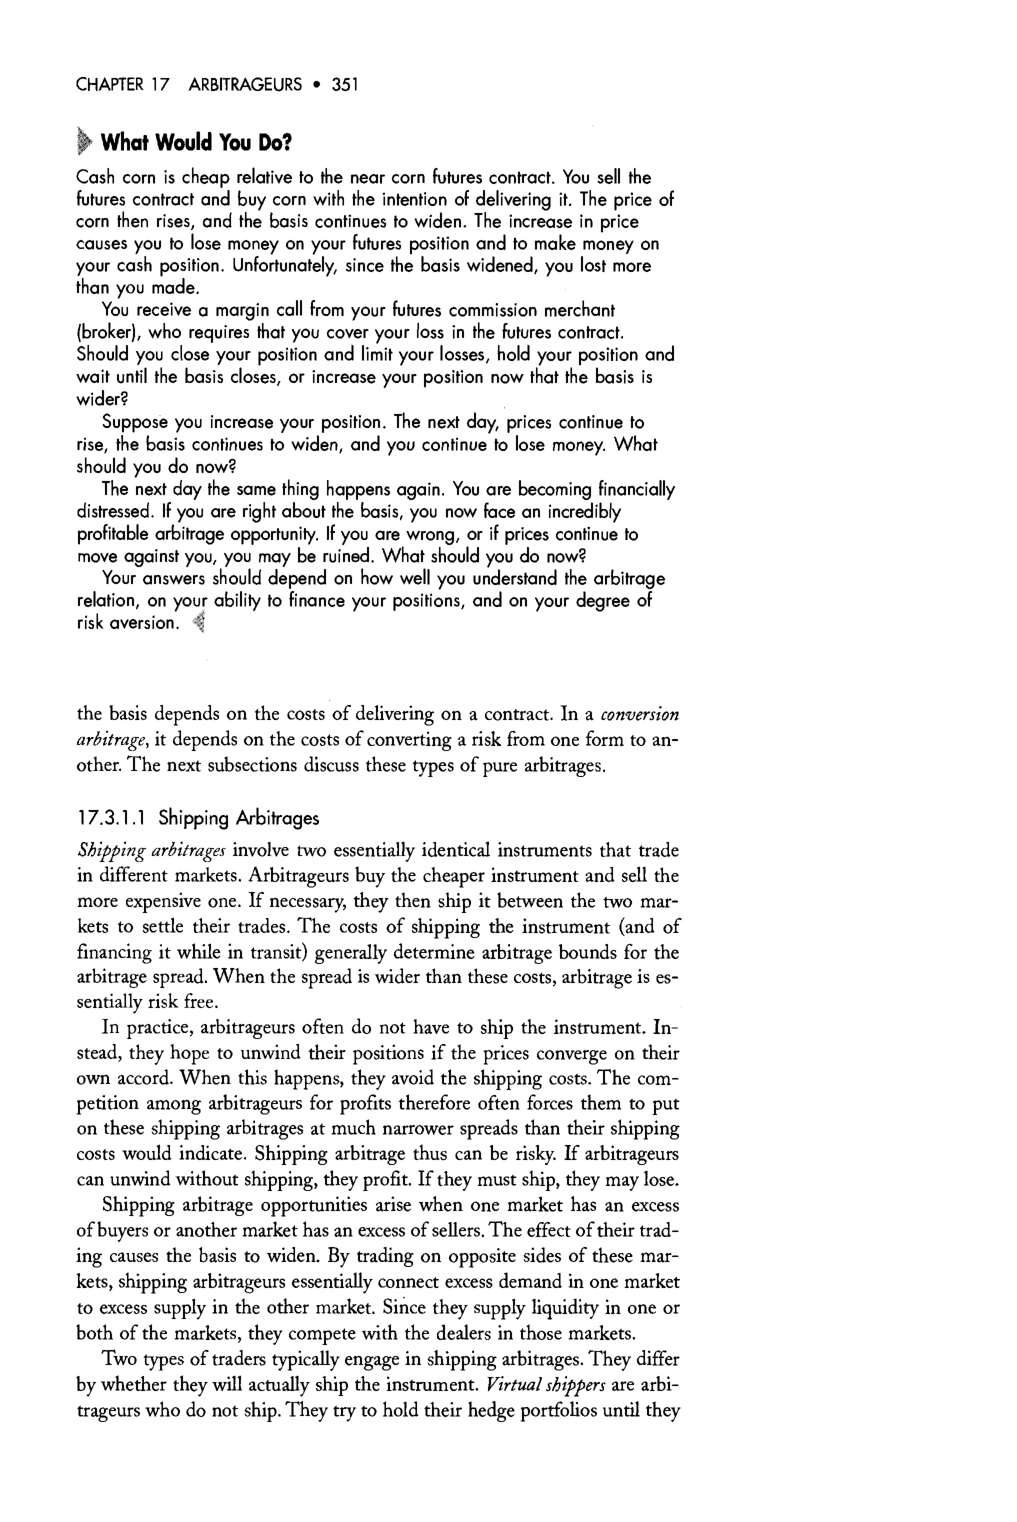 CHAPTER 17 ARBITRAGEURS • 351
What Would You Do?
Cash corn is cheap relative to the near corn futures contract. You sell the
futures contract and buy corn with the intention of delivering it. The price of
corn then rises, and the basis continues to widen. The increase in price
causes you to lose money on your futures position and to make money on
your cash position. Unfortunately, since the basis widened, you lost more
than you made.
You receive a margin call from your futures commission merchant
(broker), who requires that you cover your loss in the futures contract.
Should you close your position and limit your losses, hold your position and
wait until the basis closes, or increase your position now that the basis is
wider?
Suppose you increase your position. The next day, prices continue to
rise, the basis continues to widen, and you continue to lose money. What
should you do now?
The next day the same thing happens again. You are becoming financially
distressed. If you are right about the basis, you now face an incredibly
profitable arbitrage opportunity. If you are wrong, or if prices continue to
move against you, you may be ruined. What should you do now?
Your answers should depend on how well you understand the arbitrage
relation, on your ability to finance your positions, and on your degree of
risk aversion.
the basis depends on the costs of delivering on a contract. In a conversion
arbitrage, it depends on the costs of converting a risk from one form to an-
other. The next subsections discuss these types of pure arbitrages.
17.3.1.1 Shipping Arbitrages
Shipping arbitrages involve two essentially identical instruments that trade
in different markets. Arbitrageurs buy the cheaper instrument and sell the
more expensive one. If necessary, they then ship it between the two mar-
kets to settle their trades. The costs of shipping the instrument (and of
financing it while in transit) generally determine arbitrage bounds for the
arbitrage spread. When the spread is wider than these costs, arbitrage is es-
sentially risk free.
In practice, arbitrageurs often do not have to ship the instrument. In-
stead, they hope to unwind their positions if the prices converge on their
own accord. When this happens, they avoid the shipping costs. The com-
petition among arbitrageurs for profits therefore often forces them to put
on these shipping arbitrages at much narrower spreads than their shipping
costs would indicate. Shipping arbitrage thus can be risky. If arbitrageurs
can unwind without shipping, they profit. If they must ship, they may lose.
Shipping arbitrage opportunities arise when one market has an excess
of buyers or another market has an excess of sellers. The effect of their trad-
ing causes the basis to widen. By trading on opposite sides of these mar-
kets, shipping arbitrageurs essentially connect excess demand in one market
to excess supply in the other market. Since they supply liquidity in one or
both of the markets, they compete with the dealers in those markets.
Two types of traders typically engage in shipping arbitrages. They differ
by whether they will actually ship the instrument. Virtual shippers are arbi-
trageurs who do not ship. They try to hold their hedge portfolios until they